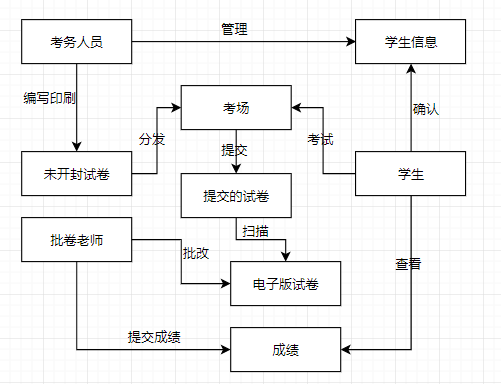 考务人员
管理
学生信息
编写印刷
考场
确认
分发
提交
考试
未开封试卷
学生
提交的试卷
批卷老师
扫描
批改
查看
电子版试卷
提交成绩
成绩